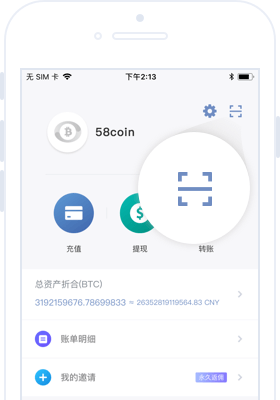 无 SIM 卡
下午2:13
58coin
充值
提现
转账
总资产折合(BTC)
3192159676.78699833 ≈ 26352819119564.83 CNY
账单明细
我的邀请
永久返佣